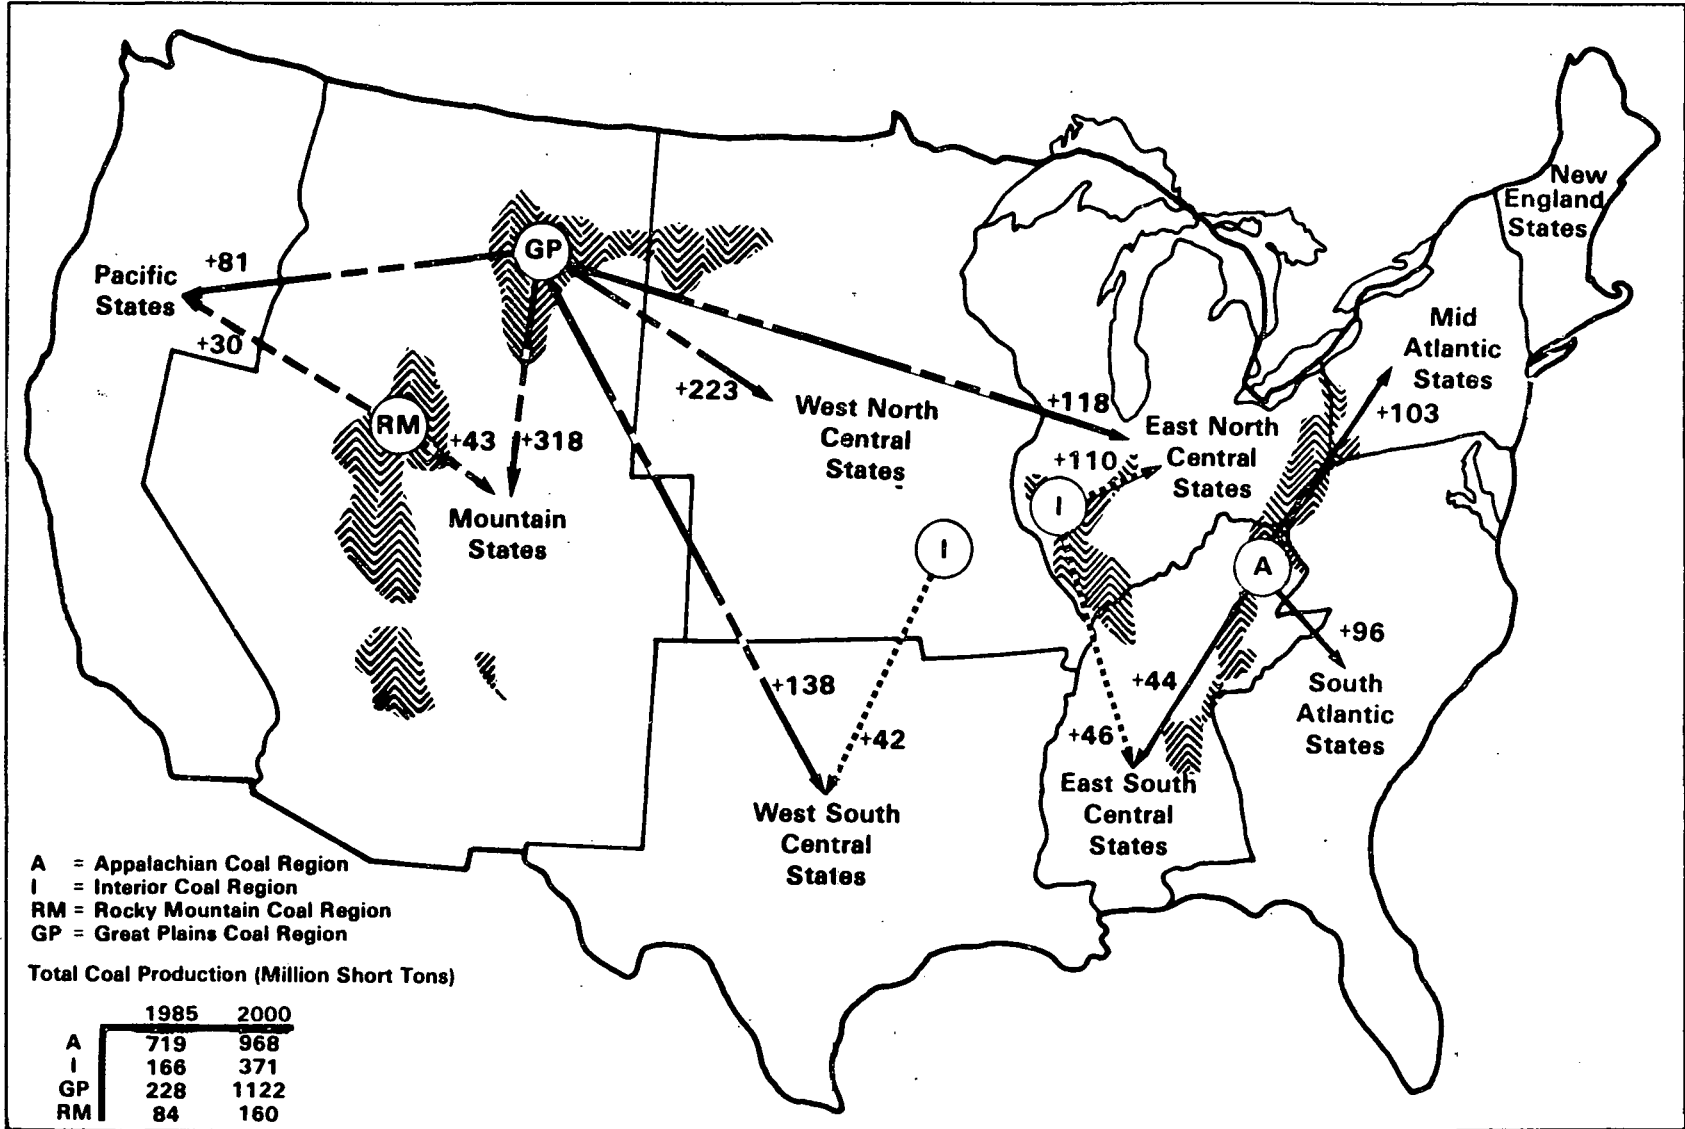 New
England
States
+81
GP
Pacific
States
Mid
Atlantic
States
+30
+223
+118
+103
West North
Central
States
RM
+43
+318
East North
Central
States
+110
I
Mountain
States
I
A
+96
+138
+44
South
Atlantic
States
+42
+46
East South
Central
States
West South
Central
States
A = Appalachian Coal Region
I = Interior Coal Region
RM = Rocky Mountain Coal Region
GP = Great Plains Coal Region
Total Coal Production (Million Short Tons)
1985 2000
A 719 968
I 166 371
GP 228 1122
RM 84 160